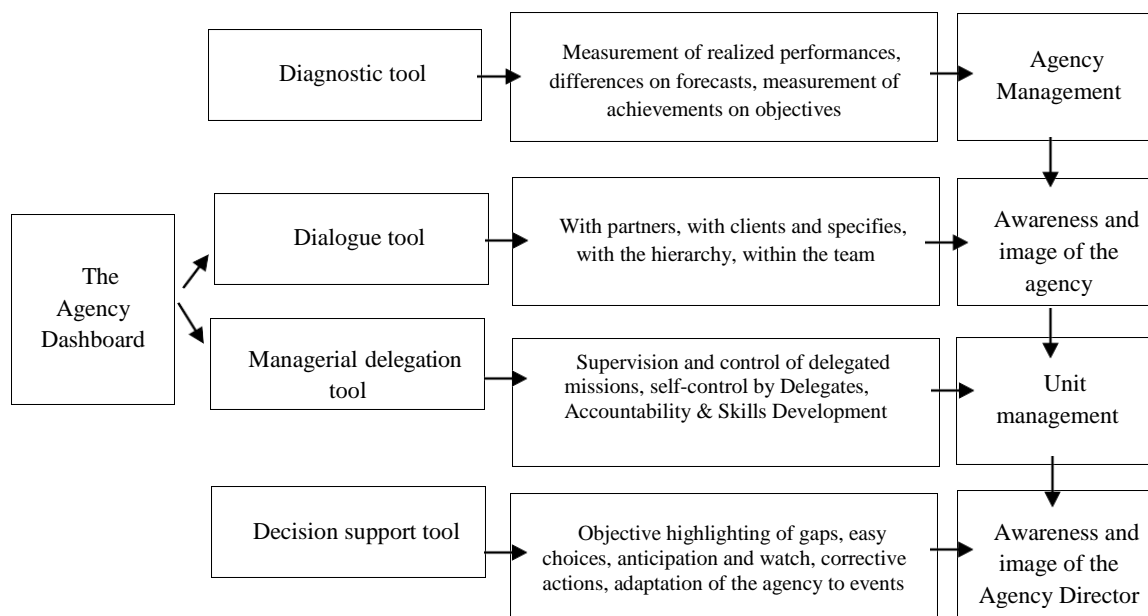 Diagnostic tool
Measurement of realized performances,
differences on forecasts, measurement of
achievements on objectives
Agency
Management
The
Agency
Dashboard
Dialogue tool
With partners, with clients and specifies,
with the hierarchy, within the team
Awareness and
image of the
agency
Managerial delegation
tool
Supervision and control of delegated
missions, self-control by Delegates,
Accountability & Skills Development
Unit
management
Decision support tool
Objective highlighting of gaps, easy
choices, anticipation and watch, corrective
actions, adaptation of the agency to events
Awareness and
image of the
Agency Director